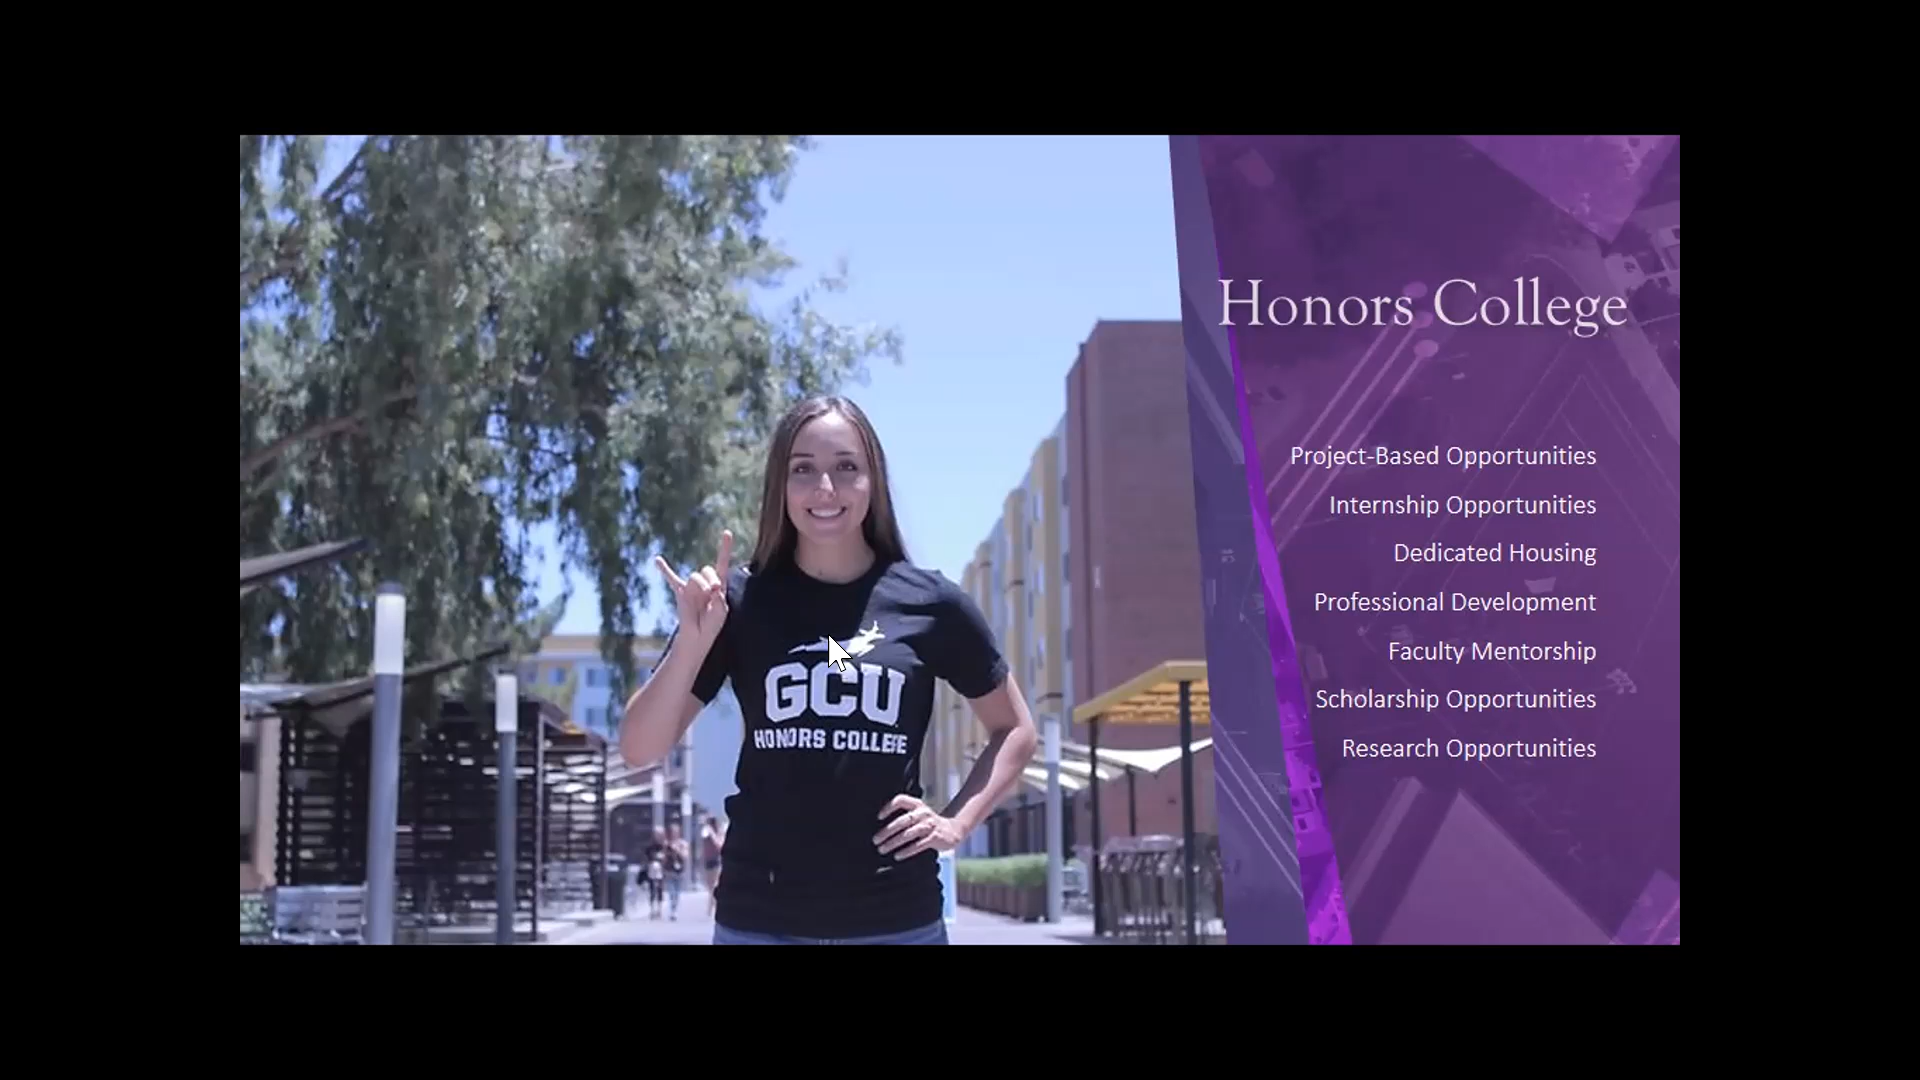 Honors College
Project-Based Opportunities
Internship Opportunities
Dedicated Housing
Professional Development
Faculty Mentorship
Scholarship Opportunities
Research Opportunities
GCU
HONORS COLLEGE